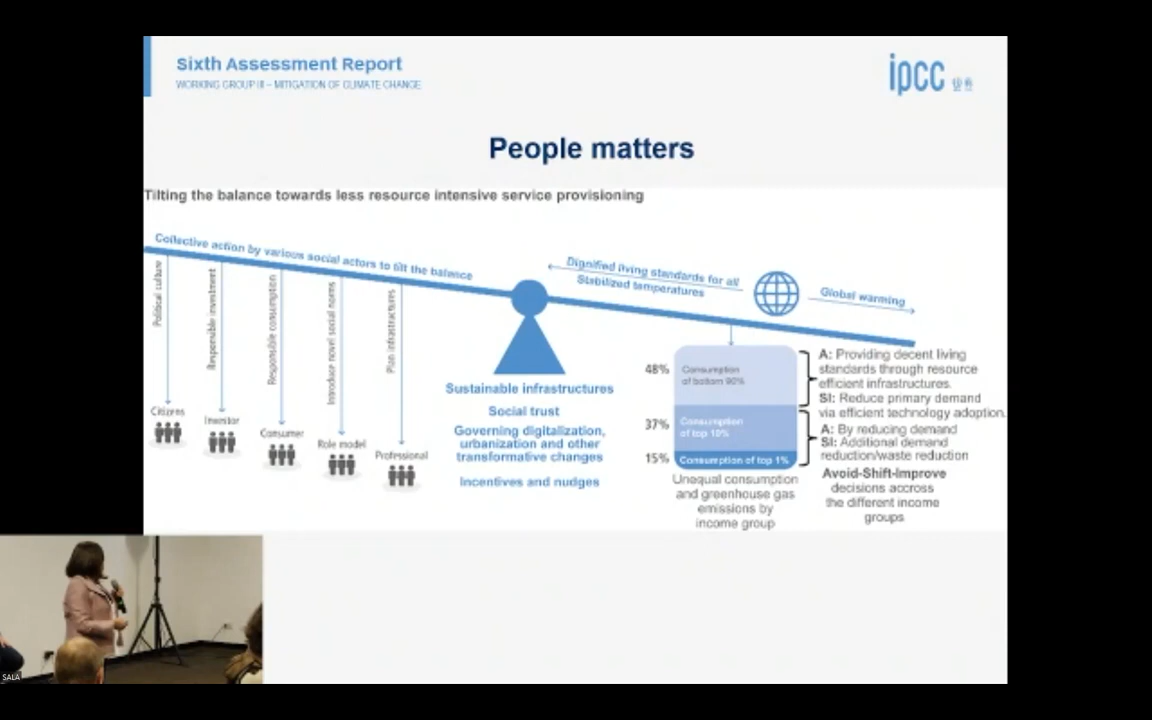 Sixth Assessment Report
WORKING GROUP III – MITIGATION OF CLIMATE CHANGE
ipcc
People matters
Tilting the balance towards less resource intensive service provisioning
Collective action by various social actors to tilt the balance
Political culture
Responsible investment
Responsible consumption
Introduce novel social norms
Plan infrastructures
Citizens
Investor
Consumer
Role model
Professional
Sustainable infrastructures
Social trust
Governing digitalization,
urbanization and other
transformative changes
Incentives and nudges
Dignified living standards for all
Stabilized temperatures
Global warming
48%
Consumption
of bottom 90%
37%
Consumption
of top 10%
15%
Consumption of top 1%
Unequal consumption
and greenhouse gas
emissions by
income group
A: Providing decent living
standards through resource
efficient infrastructures.
SI: Reduce primary demand
via efficient technology adoption.
A: By reducing demand
SI: Additional demand
reduction/waste reduction
Avoid-Shift-Improve
decisions accross
the different income
groups
SALA